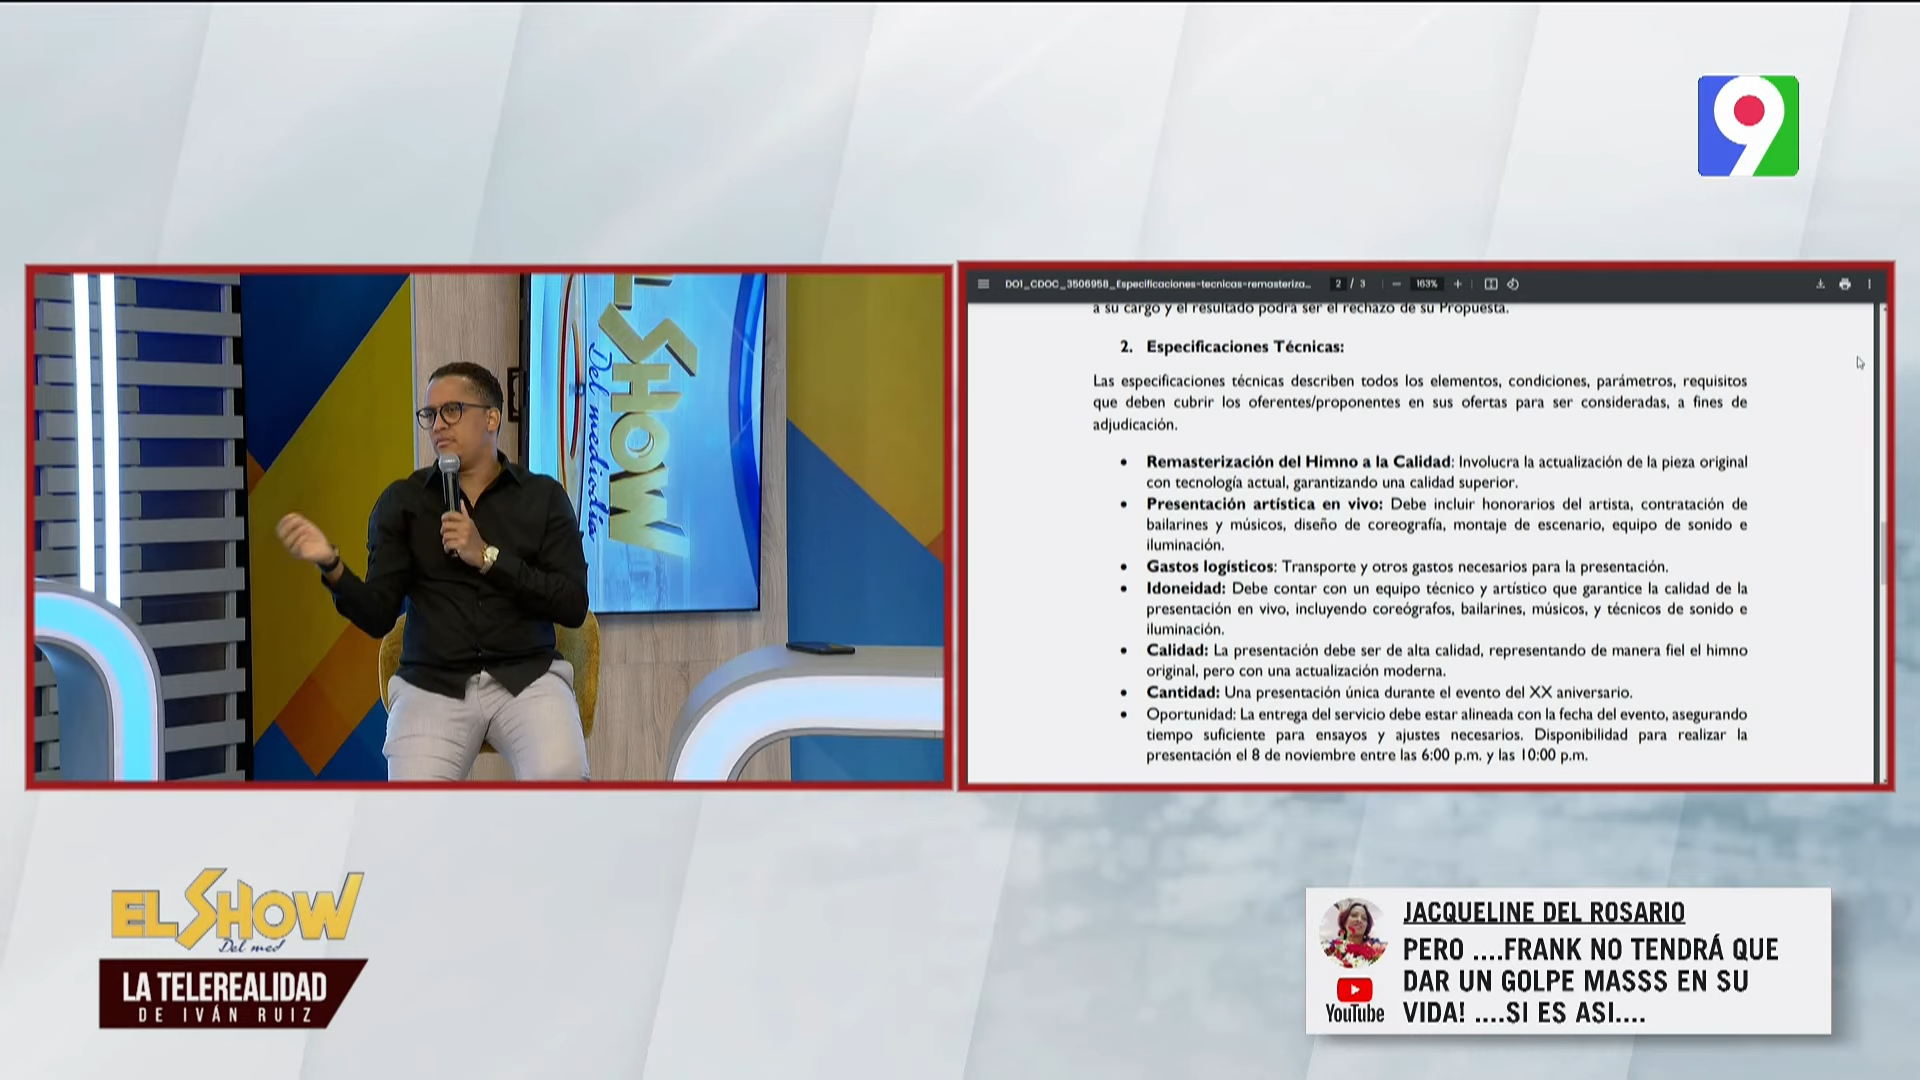 9
EL SHOW
Del mediodía
DO1_CDOC_3506958_Especificaciones-tecnicas-remasteriza...
2 / 3
163%
a su cargo y el resultado podrá ser el rechazo de su Propuesta.
2. Especificaciones Técnicas:
Las especificaciones técnicas describen todos los elementos, condiciones, parámetros, requisitos
que deben cubrir los oferentes/proponentes en sus ofertas para ser consideradas, a fines de
adjudicación.
• Remasterización del Himno a la Calidad: Involucra la actualización de la pieza original
con tecnología actual, garantizando una calidad superior.
• Presentación artística en vivo: Debe incluir honorarios del artista, contratación de
bailarines y músicos, diseño de coreografía, montaje de escenario, equipo de sonido e
iluminación.
• Gastos logísticos: Transporte y otros gastos necesarios para la presentación.
• Idoneidad: Debe contar con un equipo técnico y artístico que garantice la calidad de la
presentación en vivo, incluyendo coreógrafos, bailarines, músicos, y técnicos de sonido e
iluminación.
• Calidad: La presentación debe ser de alta calidad, representando de manera fiel el himno
original, pero con una actualización moderna.
• Cantidad: Una presentación única durante el evento del XX aniversario.
• Oportunidad: La entrega del servicio debe estar alineada con la fecha del evento, asegurando
tiempo suficiente para ensayos y ajustes necesarios. Disponibilidad para realizar la
presentación el 8 de noviembre entre las 6:00 p.m. y las 10:00 p.m.
EL SHOW
Del med
LA TELEREALIDAD
DE IVÁN RUIZ
JACQUELINE DEL ROSARIO
PERO ....FRANK NO TENDRÁ QUE
DAR UN GOLPE MASSS EN SU
VIDA! ....SI ES ASI....
YouTube